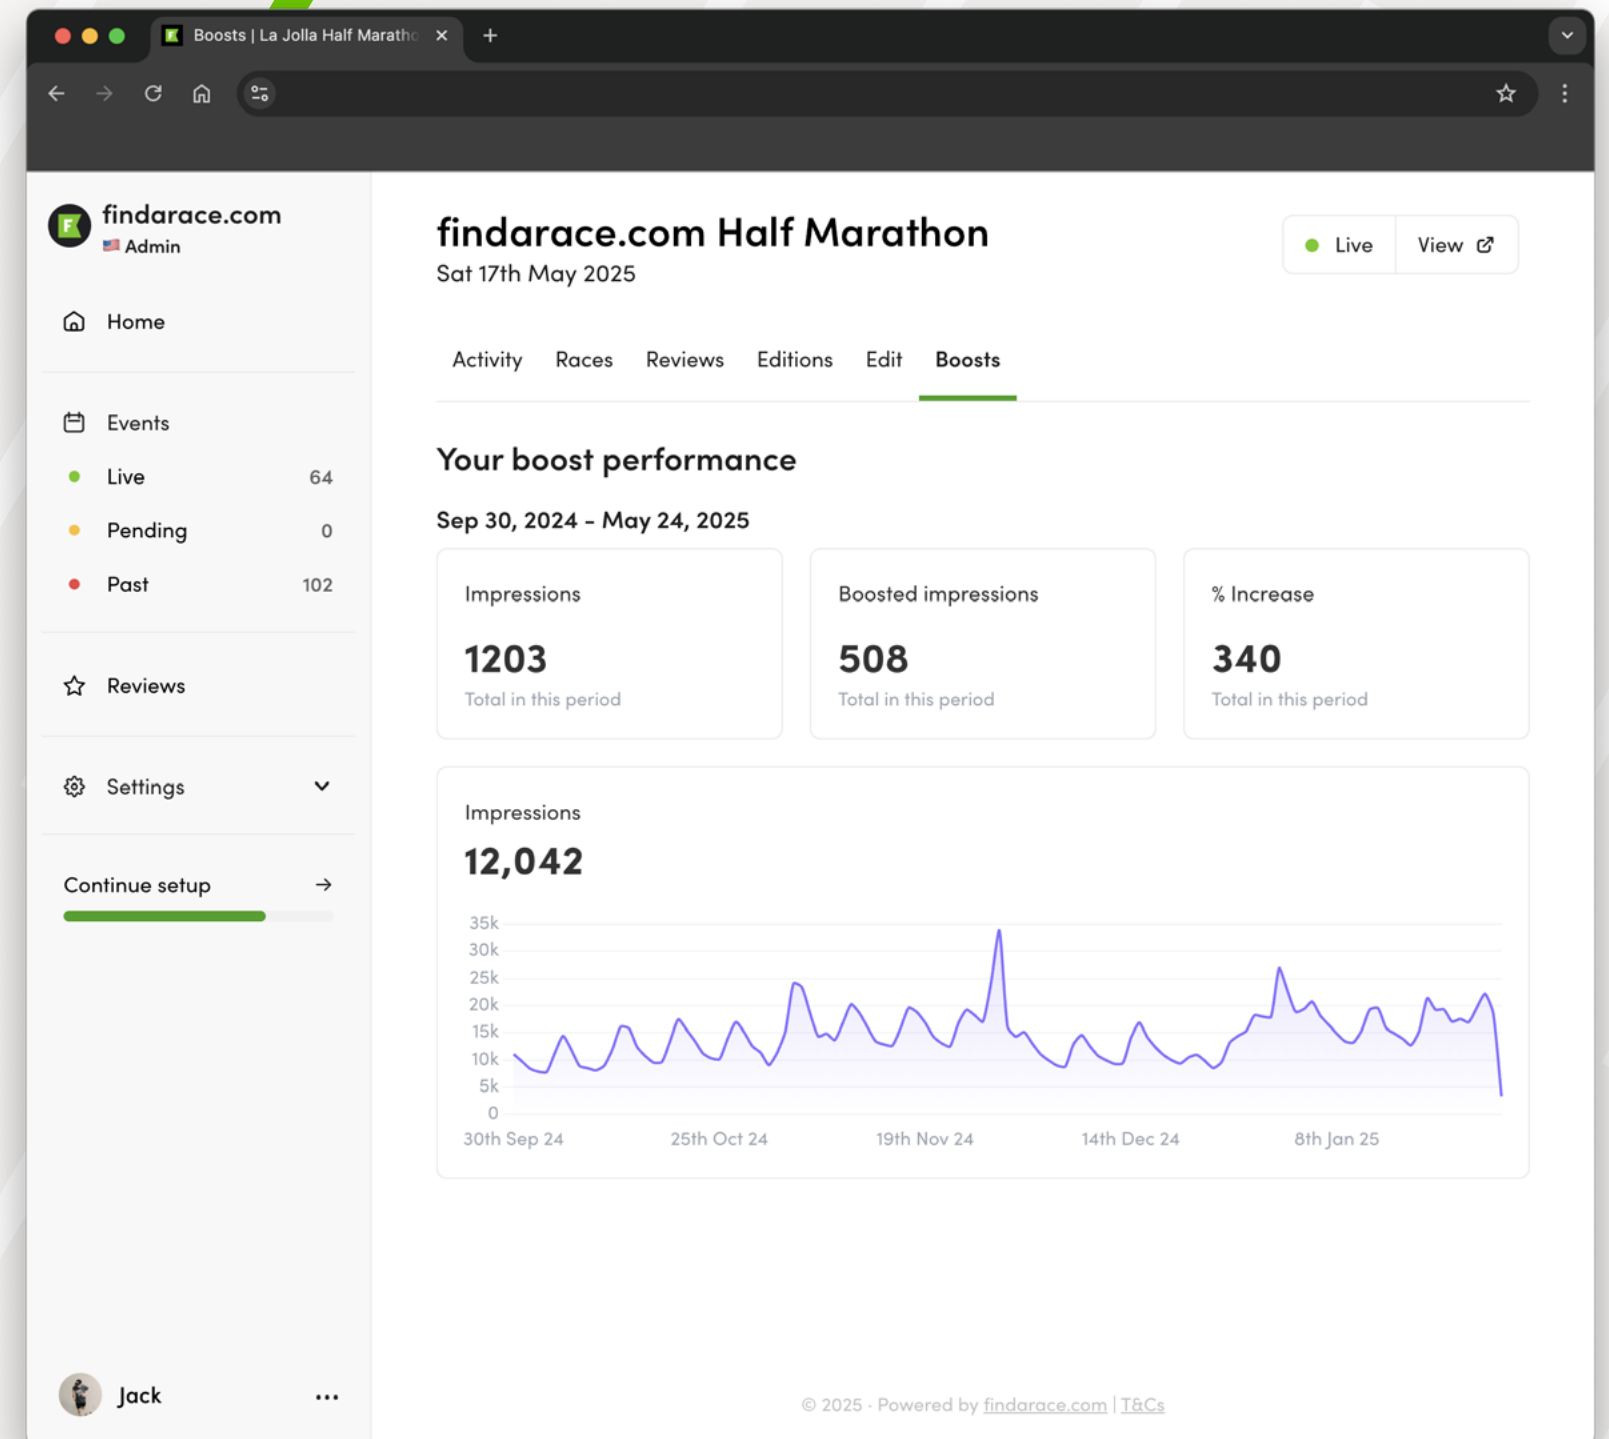 Boosts | La Jolla Half Maratho
findarace.com
Admin
Home
Events
Live 64
Pending 0
Past 102
Reviews
Settings
Continue setup
Jack
findarace.com Half Marathon
Sat 17th May 2025
Live View
Activity Races Reviews Editions Edit Boosts
Your boost performance
Sep 30, 2024 - May 24, 2025
Impressions
1203
Total in this period
Boosted impressions
508
Total in this period
% Increase
340
Total in this period
Impressions
12,042
35k
30k
25k
20k
15k
10k
5k
0
30th Sep 24 25th Oct 24 19th Nov 24 14th Dec 24 8th Jan 25
© 2025 · Powered by findarace.com | T&Cs